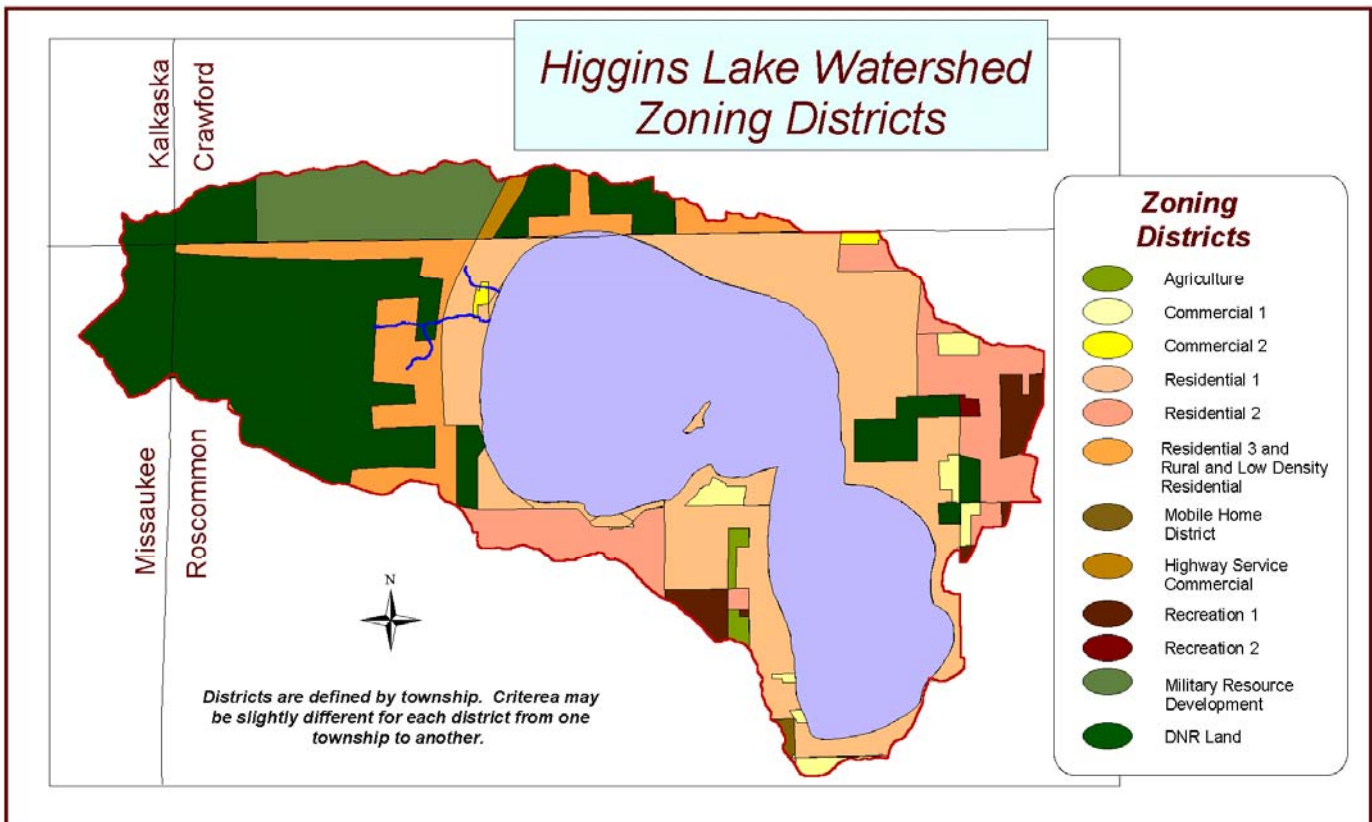 Higgins Lake Watershed
Zoning Districts
Kalkaska
Crawford
Missaukee
Roscommon
N
Districts are defined by township. Criterea may
be slightly different for each district from one
township to another.
Zoning
Districts
Agriculture
Commercial 1
Commercial 2
Residential 1
Residential 2
Residential 3 and
Rural and Low Density
Residential
Mobile Home
District
Highway Service
Commercial
Recreation 1
Recreation 2
Military Resource
Development
DNR Land